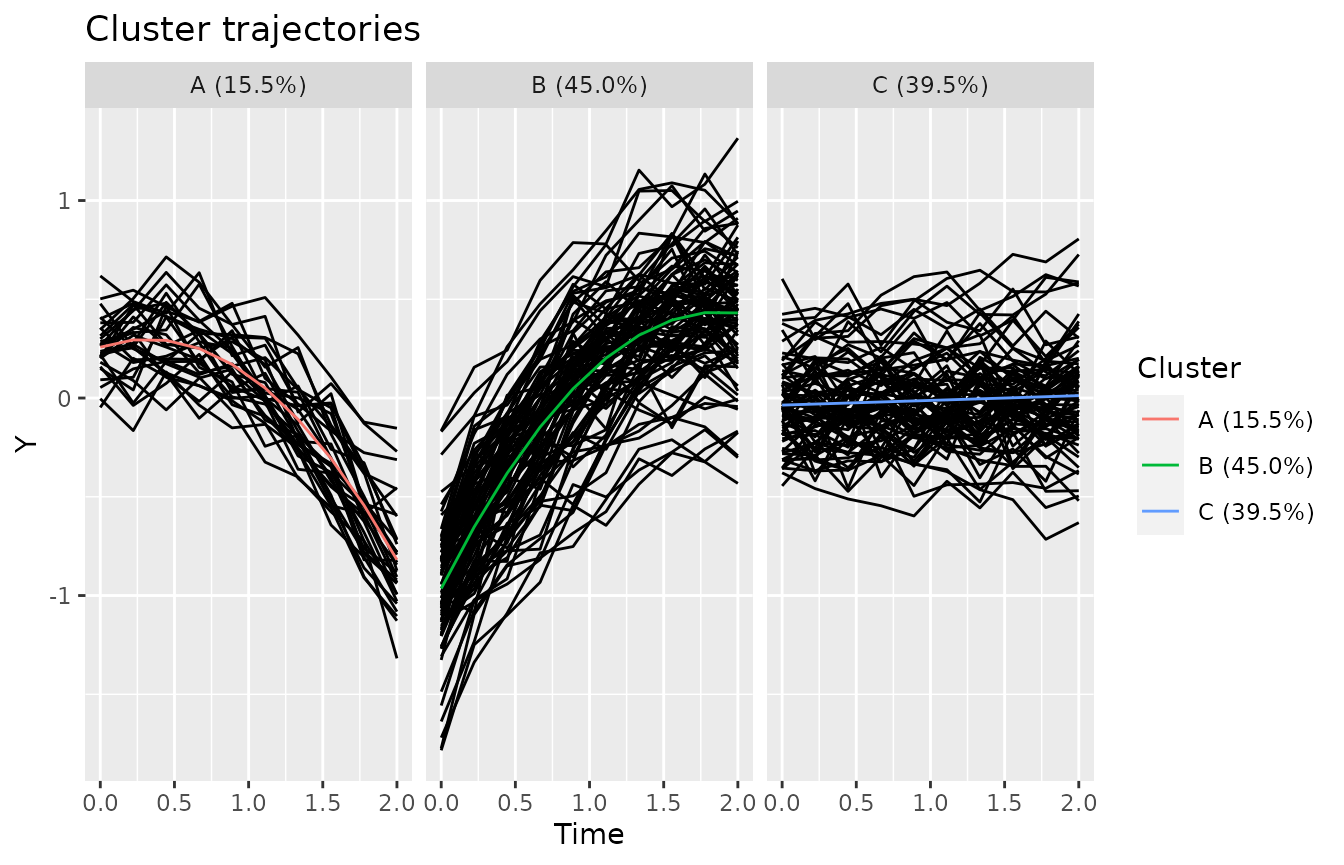 Cluster trajectories
A (15.5%) B (45.0%) C (39.5%)
1
0
-1
Y
0.0 0.5 1.0 1.5 2.0 0.0 0.5 1.0 1.5 2.0 0.0 0.5 1.0 1.5 2.0
Time
Cluster
A (15.5%)
B (45.0%)
C (39.5%)